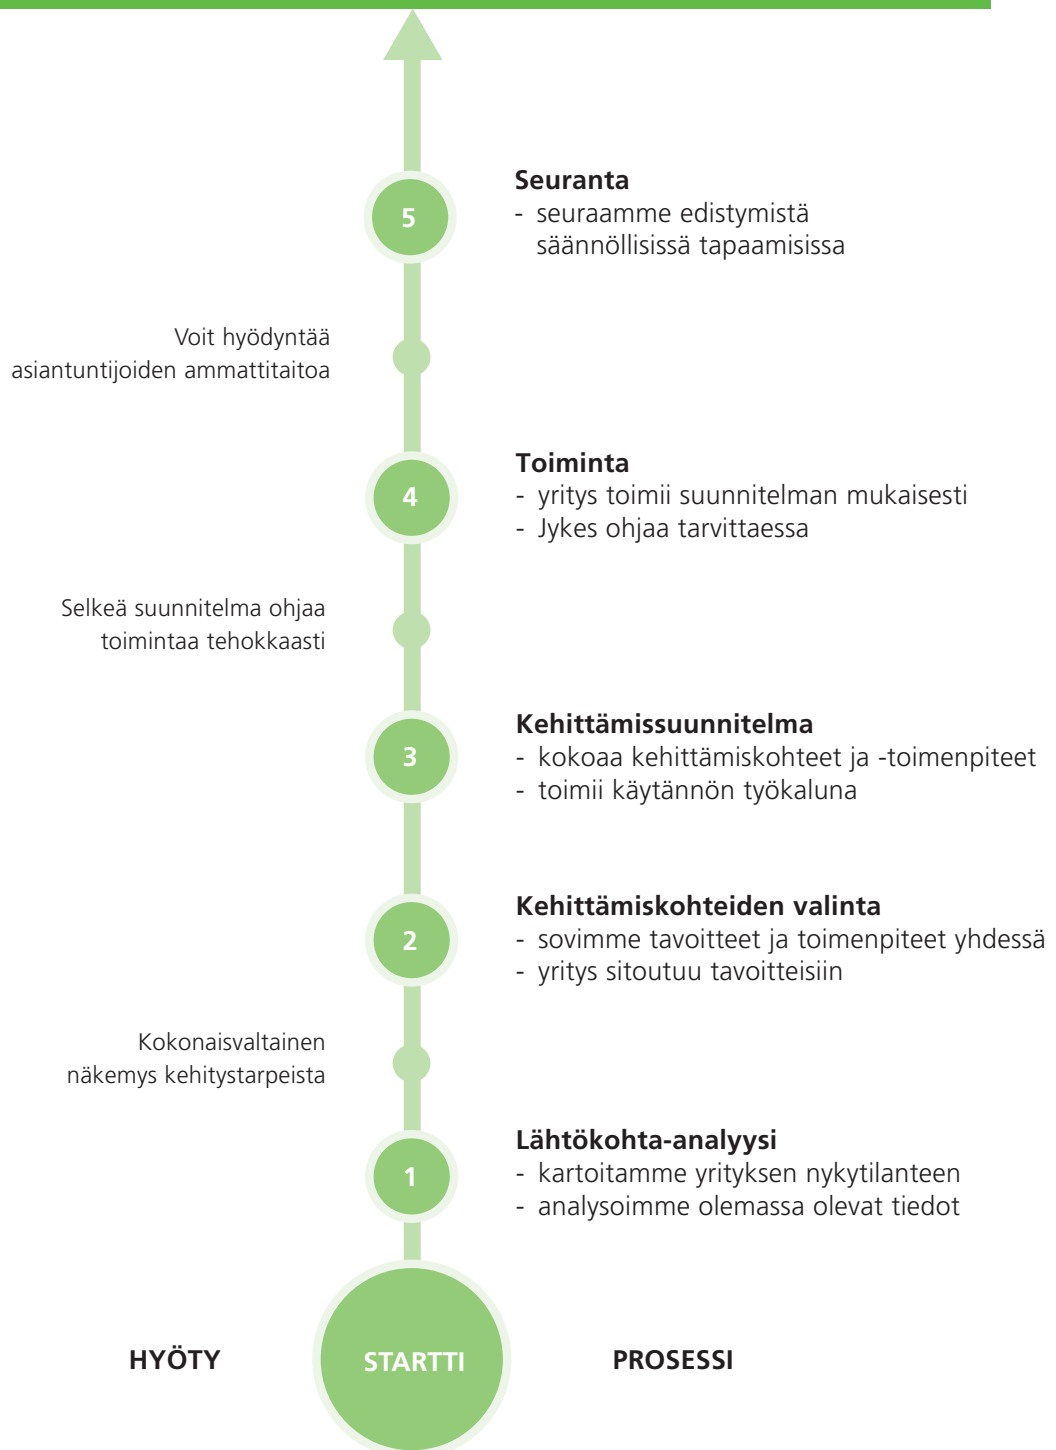 5
Seuranta
- seuraamme edistymistä
säännöllisissä tapaamisissa
Voit hyödyntää
asiantuntijoiden ammattitaitoa
4
Toiminta
- yritys toimii suunnitelman mukaisesti
- Jykes ohjaa tarvittaessa
Selkeä suunnitelma ohjaa
toimintaa tehokkaasti
3
Kehittämissuunnitelma
- kokoaa kehittämiskohteet ja -toimenpiteet
- toimii käytännön työkaluna
2
Kehittämiskohteiden valinta
- sovimme tavoitteet ja toimenpiteet yhdessä
- yritys sitoutuu tavoitteisiin
Kokonaisvaltainen
näkemys kehitystarpeista
1
Lähtökohta-analyysi
- kartoitamme yrityksen nykytilanteen
- analysoimme olemassa olevat tiedot
HYÖTY
STARTTI
PROSESSI